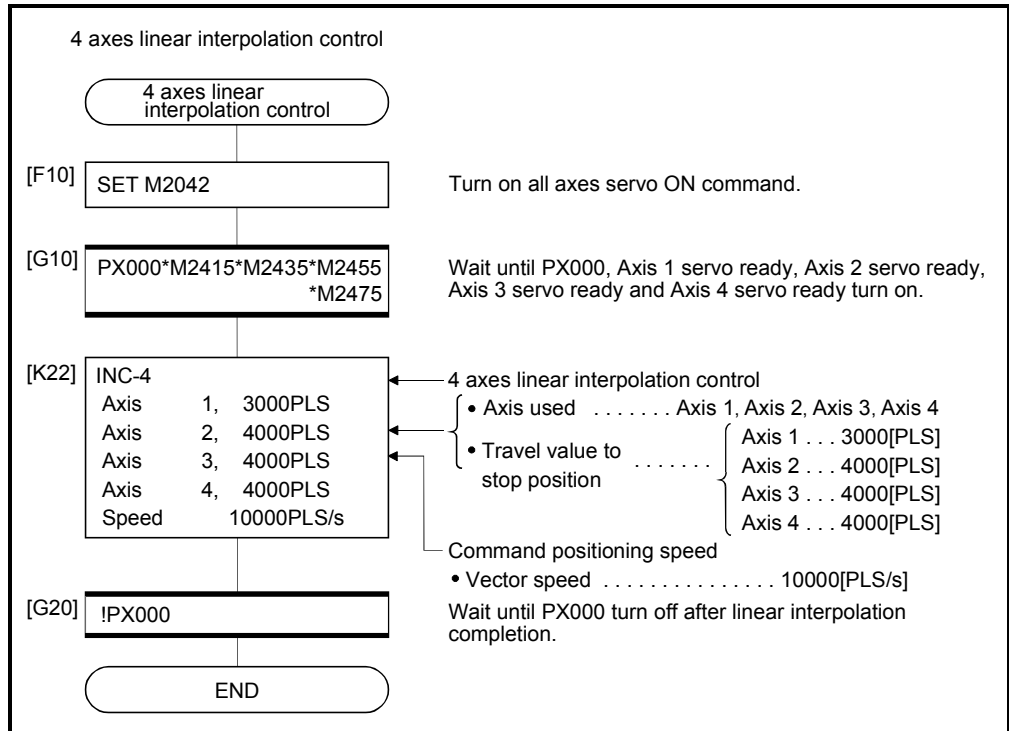 4 axes linear interpolation control
4 axes linear
interpolation control
[F10]
SET M2042
Turn on all axes servo ON command.
[G10]
PX000*M2415*M2435*M2455
*M2475
Wait until PX000, Axis 1 servo ready, Axis 2 servo ready,
Axis 3 servo ready and Axis 4 servo ready turn on.
[K22]
INC-4
Axis 1, 3000PLS
Axis 2, 4000PLS
Axis 3, 4000PLS
Axis 4, 4000PLS
Speed 10000PLS/s
4 axes linear interpolation control
• Axis used . . . . . . . Axis 1, Axis 2, Axis 3, Axis 4
• Travel value to
stop position . . . . . . .
Axis 1 . . . 3000[PLS]
Axis 2 . . . 4000[PLS]
Axis 3 . . . 4000[PLS]
Axis 4 . . . 4000[PLS]
Command positioning speed
• Vector speed . . . . . . . . . . . . . . . 10000[PLS/s]
[G20]
!PX000
Wait until PX000 turn off after linear interpolation
completion.
END